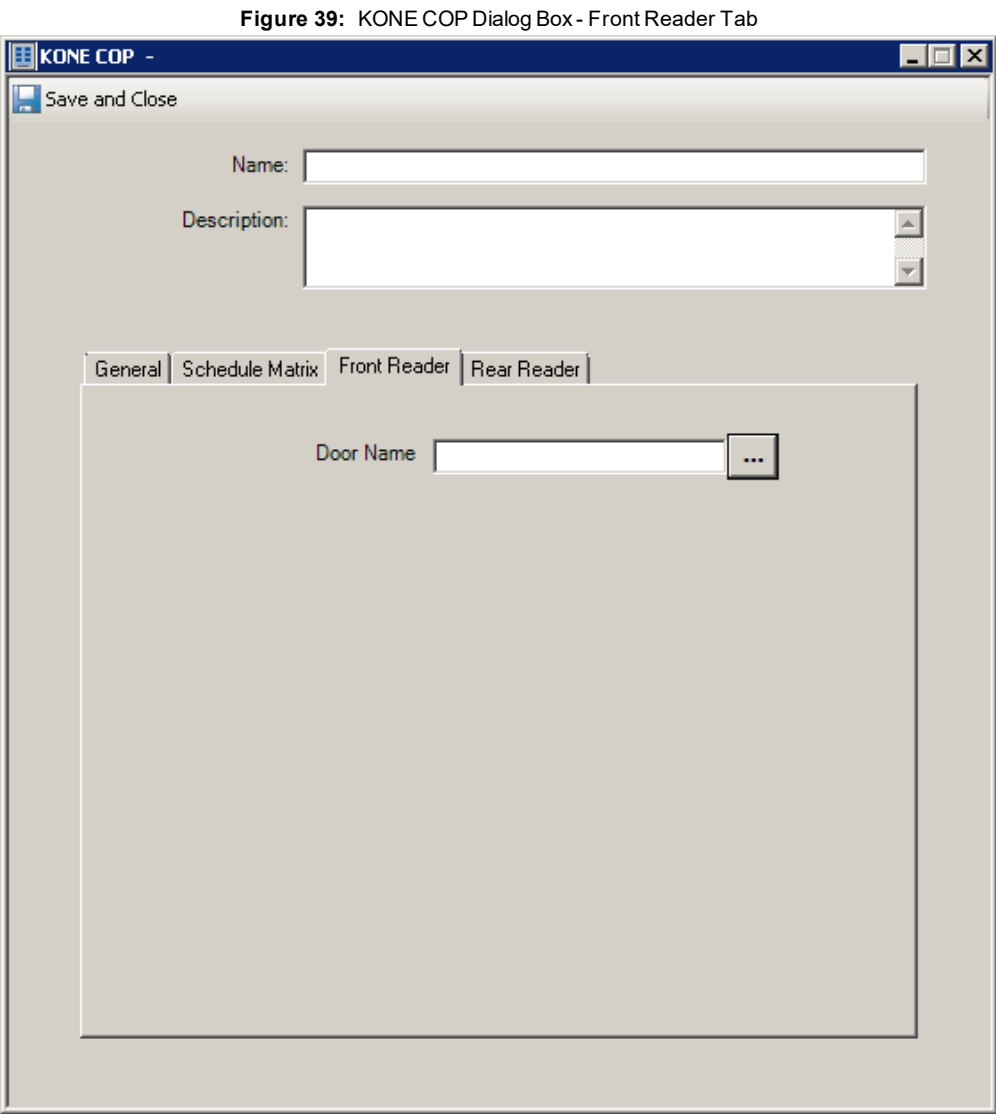 Figure 39: KONE COP Dialog Box - Front Reader Tab
KONE COP -
Save and Close
Name:
Description:
General Schedule Matrix Front Reader Rear Reader
Door Name ...